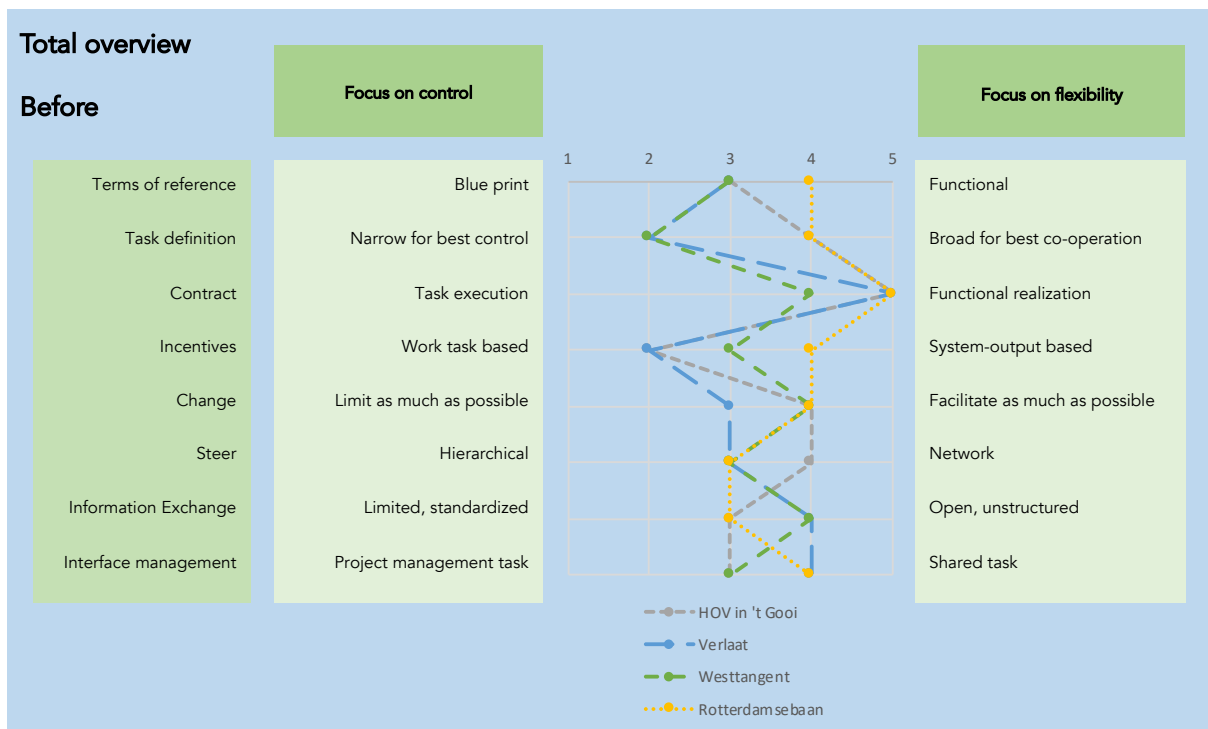 Total overview
Before
Focus on control
Focus on flexibility
1 2 3 4 5
Terms of reference Blue print Functional
Task definition Narrow for best control Broad for best co-operation
Contract Task execution Functional realization
Incentives Work task based System-output based
Change Limit as much as possible Facilitate as much as possible
Steer Hierarchical Network
Information Exchange Limited, standardized Open, unstructured
Interface management Project management task Shared task
HOV in 't Gooi
Verlaat
Westtangent
Rotterdamsebaan